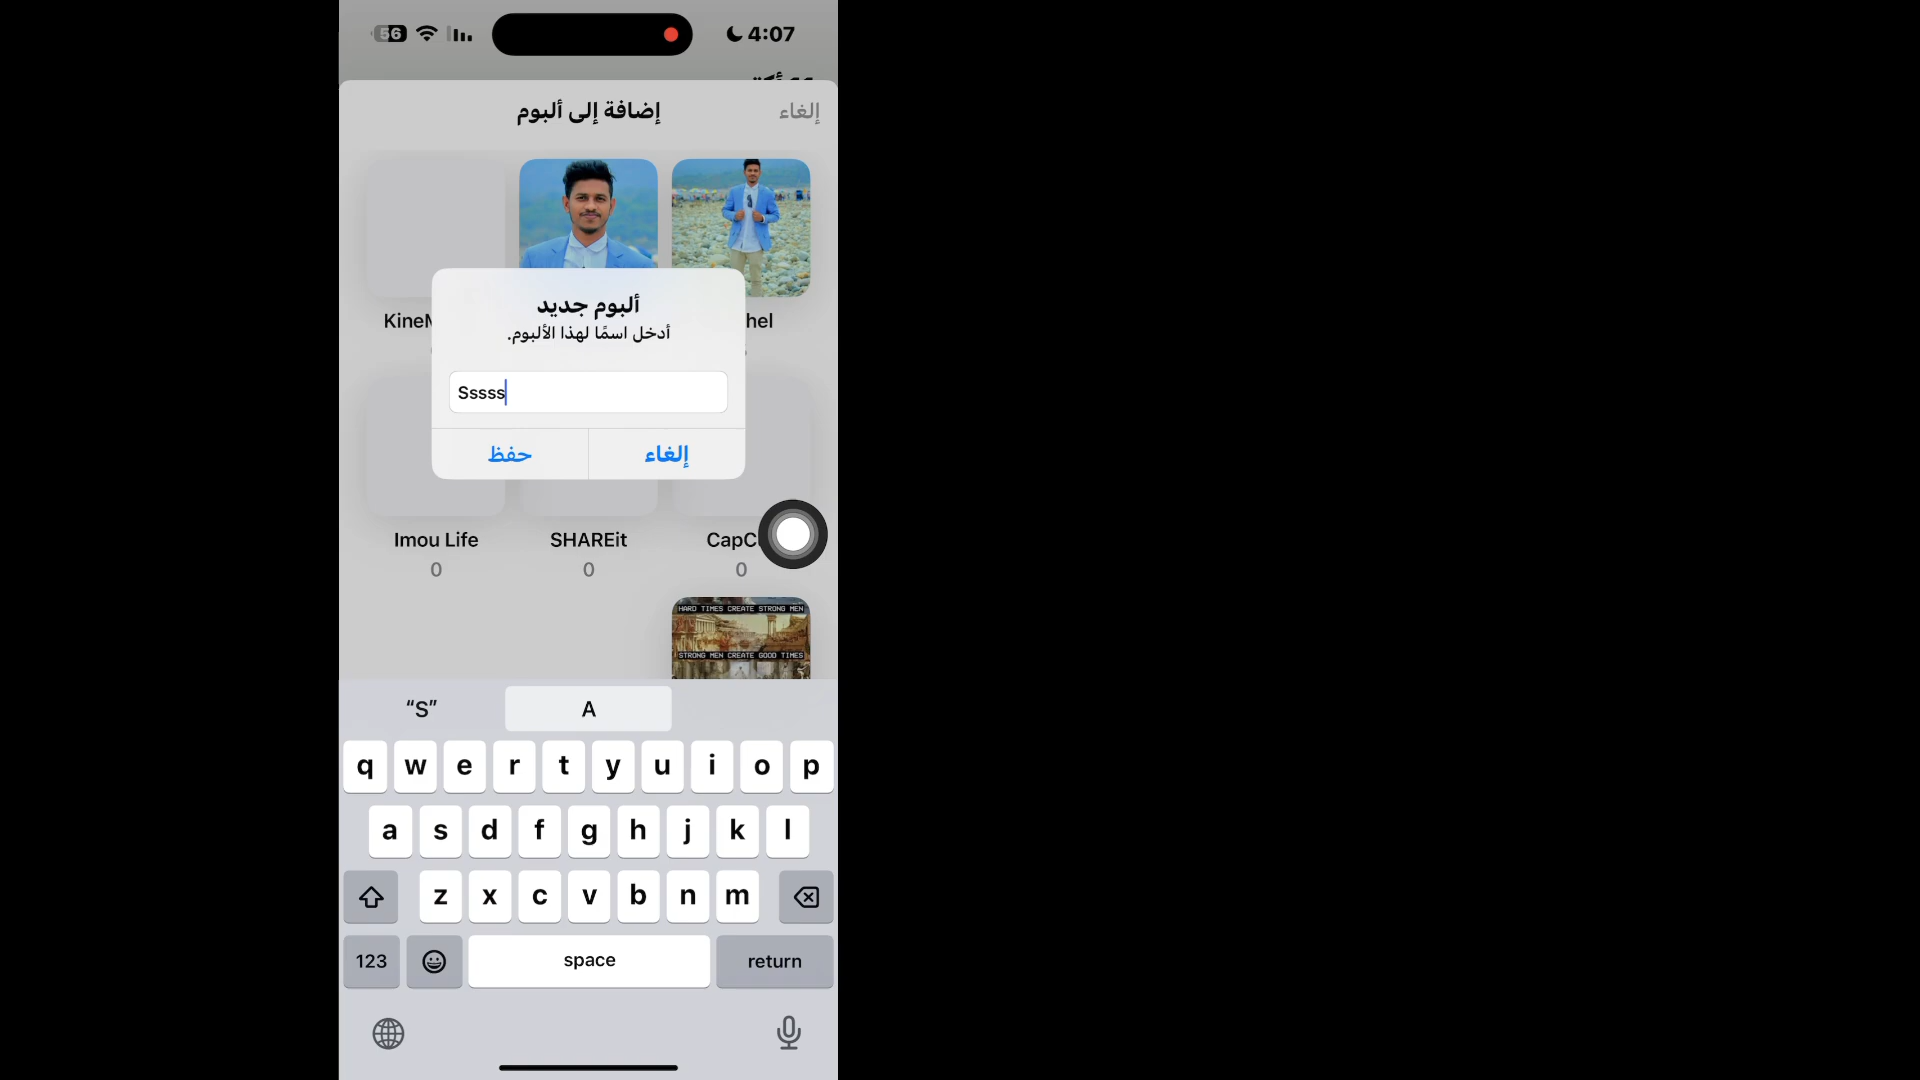 56
4:07
إضافة إلى ألبوم
إلغاء
ألبوم جديد
أدخل اسمًا لهذا الألبوم.
Sssss
حفظ
إلغاء
Imou Life
SHAREit
0
0
0
HARD TIMES CREATE STRONG MEN
STRONG MEN CREATE GOOD TIMES
“S”
A
q w e r t y u i o p
a s d f g h j k l
z x c v b n m
123
space
return